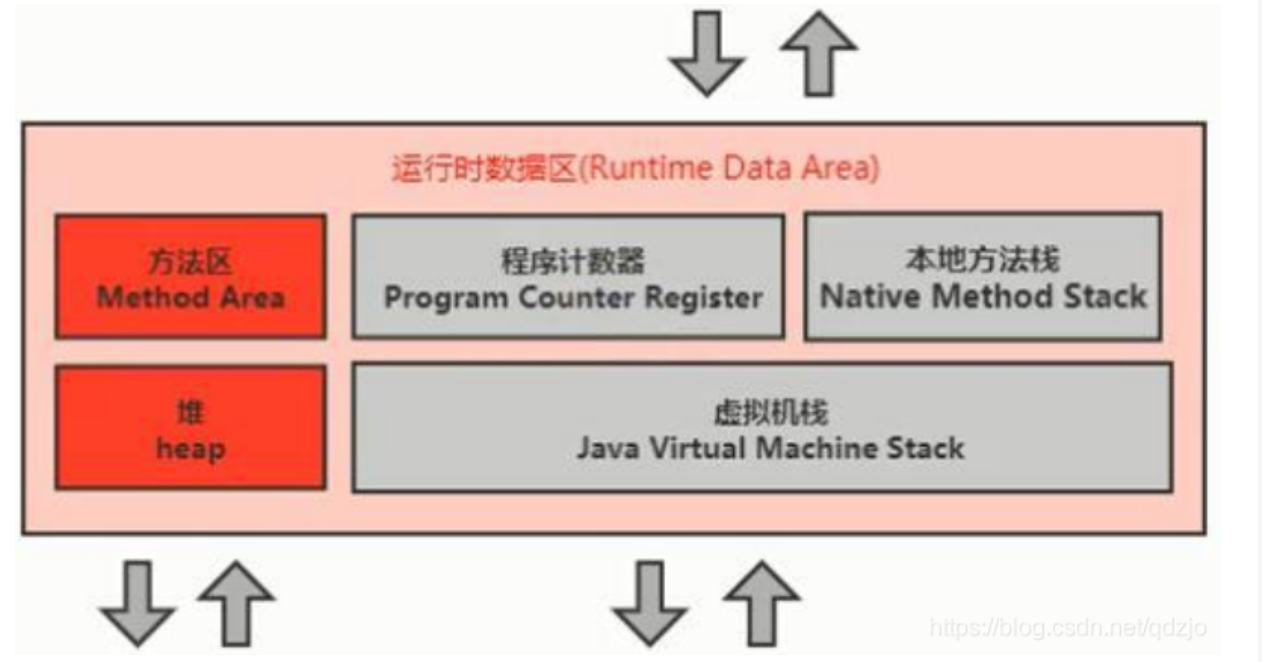 运行时数据区(Runtime Data Area)
方法区
Method Area
程序计数器
Program Counter Register
本地方法栈
Native Method Stack
堆
heap
虚拟机栈
Java Virtual Machine Stack
https://blog.csdn.net/qdzjo